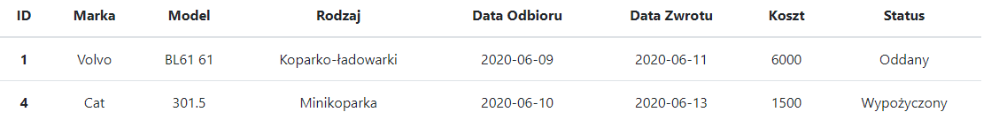 ID Marka Model Rodzaj Data Odbioru Data Zwrotu Koszt Status
1 Volvo BL61 61 Koparko-ładowarki 2020-06-09 2020-06-11 6000 Oddany
4 Cat 301.5 Minikoparka 2020-06-10 2020-06-13 1500 Wypożyczony